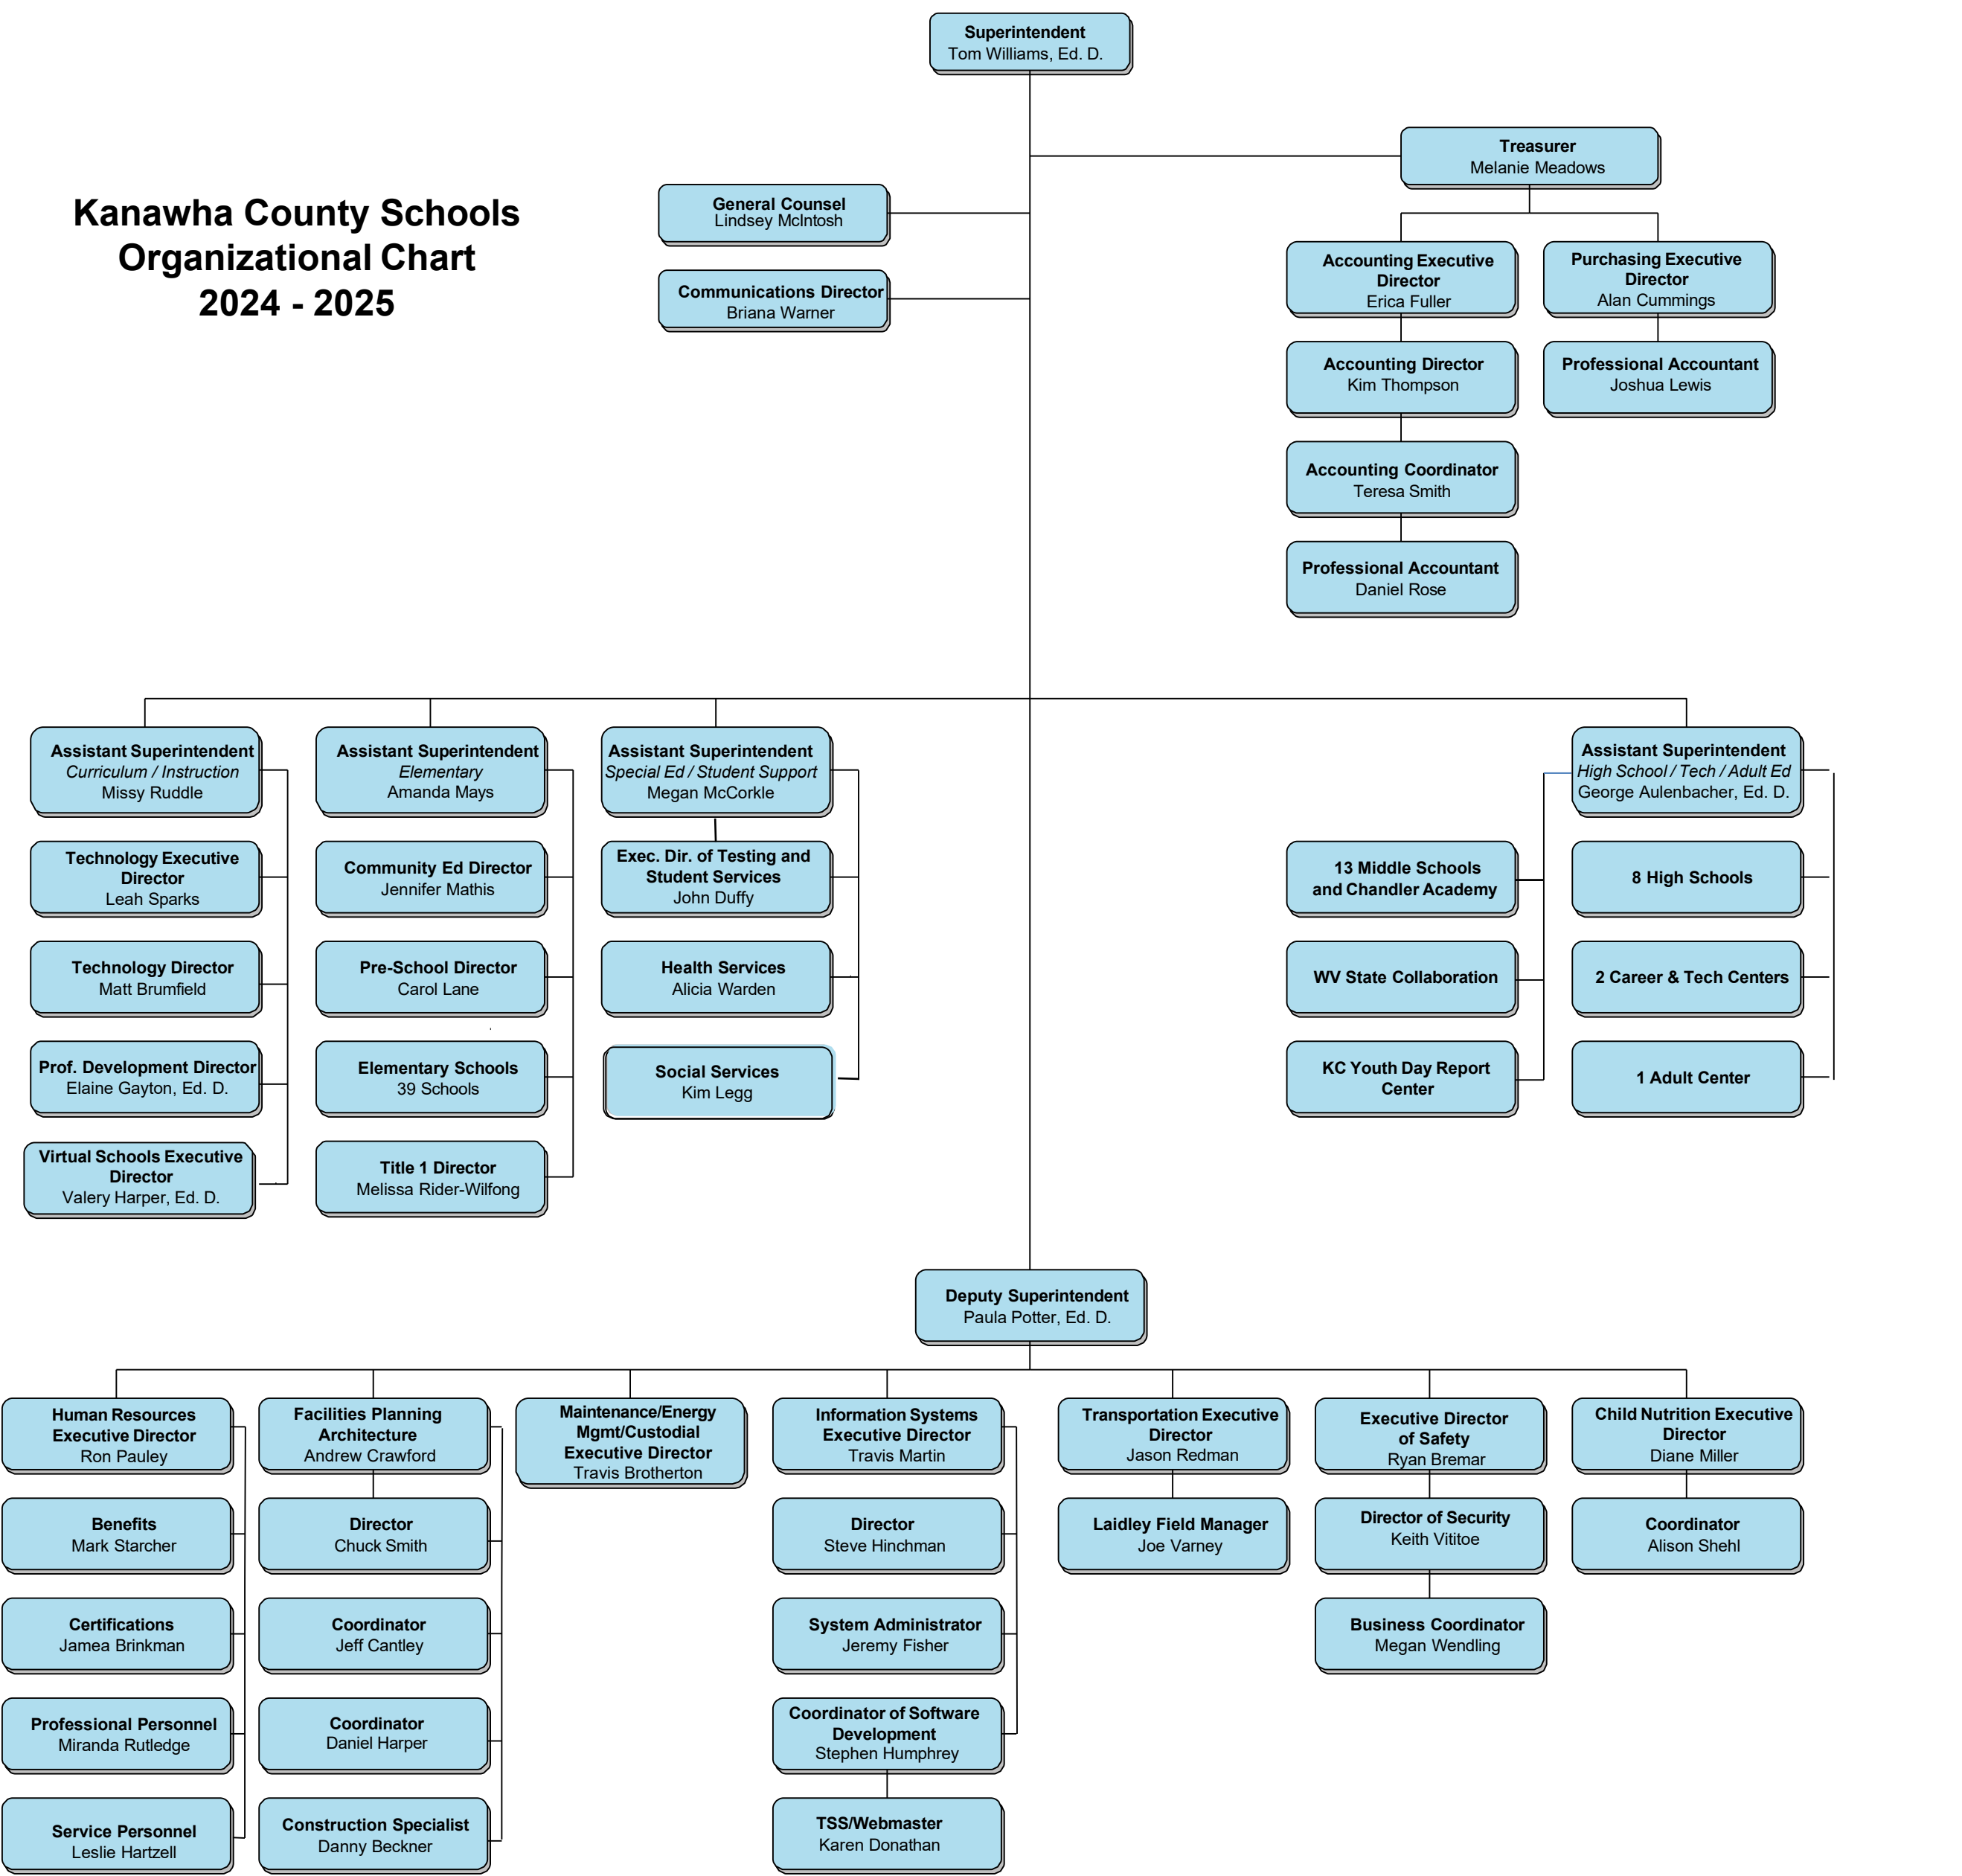 Superintendent
Tom Williams, Ed. D.
Treasurer
Melanie Meadows
Kanawha County Schools
Organizational Chart
2024 - 2025
General Counsel
Lindsey McIntosh
Communications Director
Briana Warner
Accounting Executive
Director
Erica Fuller
Purchasing Executive
Director
Alan Cummings
Accounting Director
Kim Thompson
Professional Accountant
Joshua Lewis
Accounting Coordinator
Teresa Smith
Professional Accountant
Daniel Rose
Assistant Superintendent
Curriculum / Instruction
Missy Ruddle
Assistant Superintendent
Elementary
Amanda Mays
Assistant Superintendent
Special Ed / Student Support
Megan McCorkle
Assistant Superintendent
High School / Tech / Adult Ed
George Aulenbacher, Ed. D.
Technology Executive
Director
Leah Sparks
Community Ed Director
Jennifer Mathis
Exec. Dir. of Testing and
Student Services
John Duffy
13 Middle Schools
and Chandler Academy
8 High Schools
Technology Director
Matt Brumfield
Pre-School Director
Carol Lane
Health Services
Alicia Warden
WV State Collaboration
2 Career & Tech Centers
Prof. Development Director
Elaine Gayton, Ed. D.
Elementary Schools
39 Schools
Social Services
Kim Legg
KC Youth Day Report
Center
1 Adult Center
Virtual Schools Executive
Director
Valery Harper, Ed. D.
Title 1 Director
Melissa Rider-Wilfong
Deputy Superintendent
Paula Potter, Ed. D.
Human Resources
Executive Director
Ron Pauley
Facilities Planning
Architecture
Andrew Crawford
Maintenance/Energy
Mgmt/Custodial
Executive Director
Travis Brotherton
Information Systems
Executive Director
Travis Martin
Transportation Executive
Director
Jason Redman
Executive Director
of Safety
Ryan Bremar
Child Nutrition Executive
Director
Diane Miller
Benefits
Mark Starcher
Director
Chuck Smith
Director
Steve Hinchman
Laidley Field Manager
Joe Varney
Director of Security
Keith Vititoe
Coordinator
Alison Shehl
Certifications
Jamea Brinkman
Coordinator
Jeff Cantley
System Administrator
Jeremy Fisher
Business Coordinator
Megan Wendling
Professional Personnel
Miranda Rutledge
Coordinator
Daniel Harper
Coordinator of Software
Development
Stephen Humphrey
Service Personnel
Leslie Hartzell
Construction Specialist
Danny Beckner
TSS/Webmaster
Karen Donathan